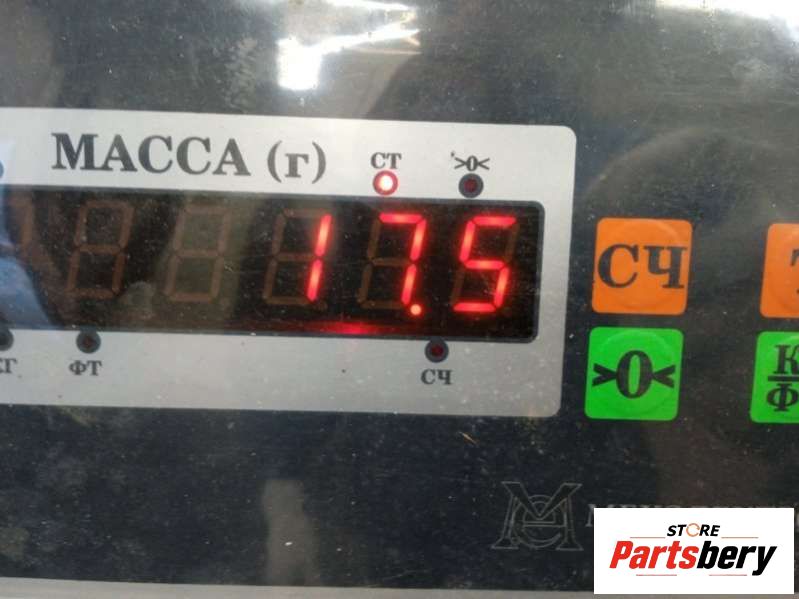 МАССА (г) СТ >0<
17.5
ФТ СЧ
СЧ
>0<
STORE
Partsbery